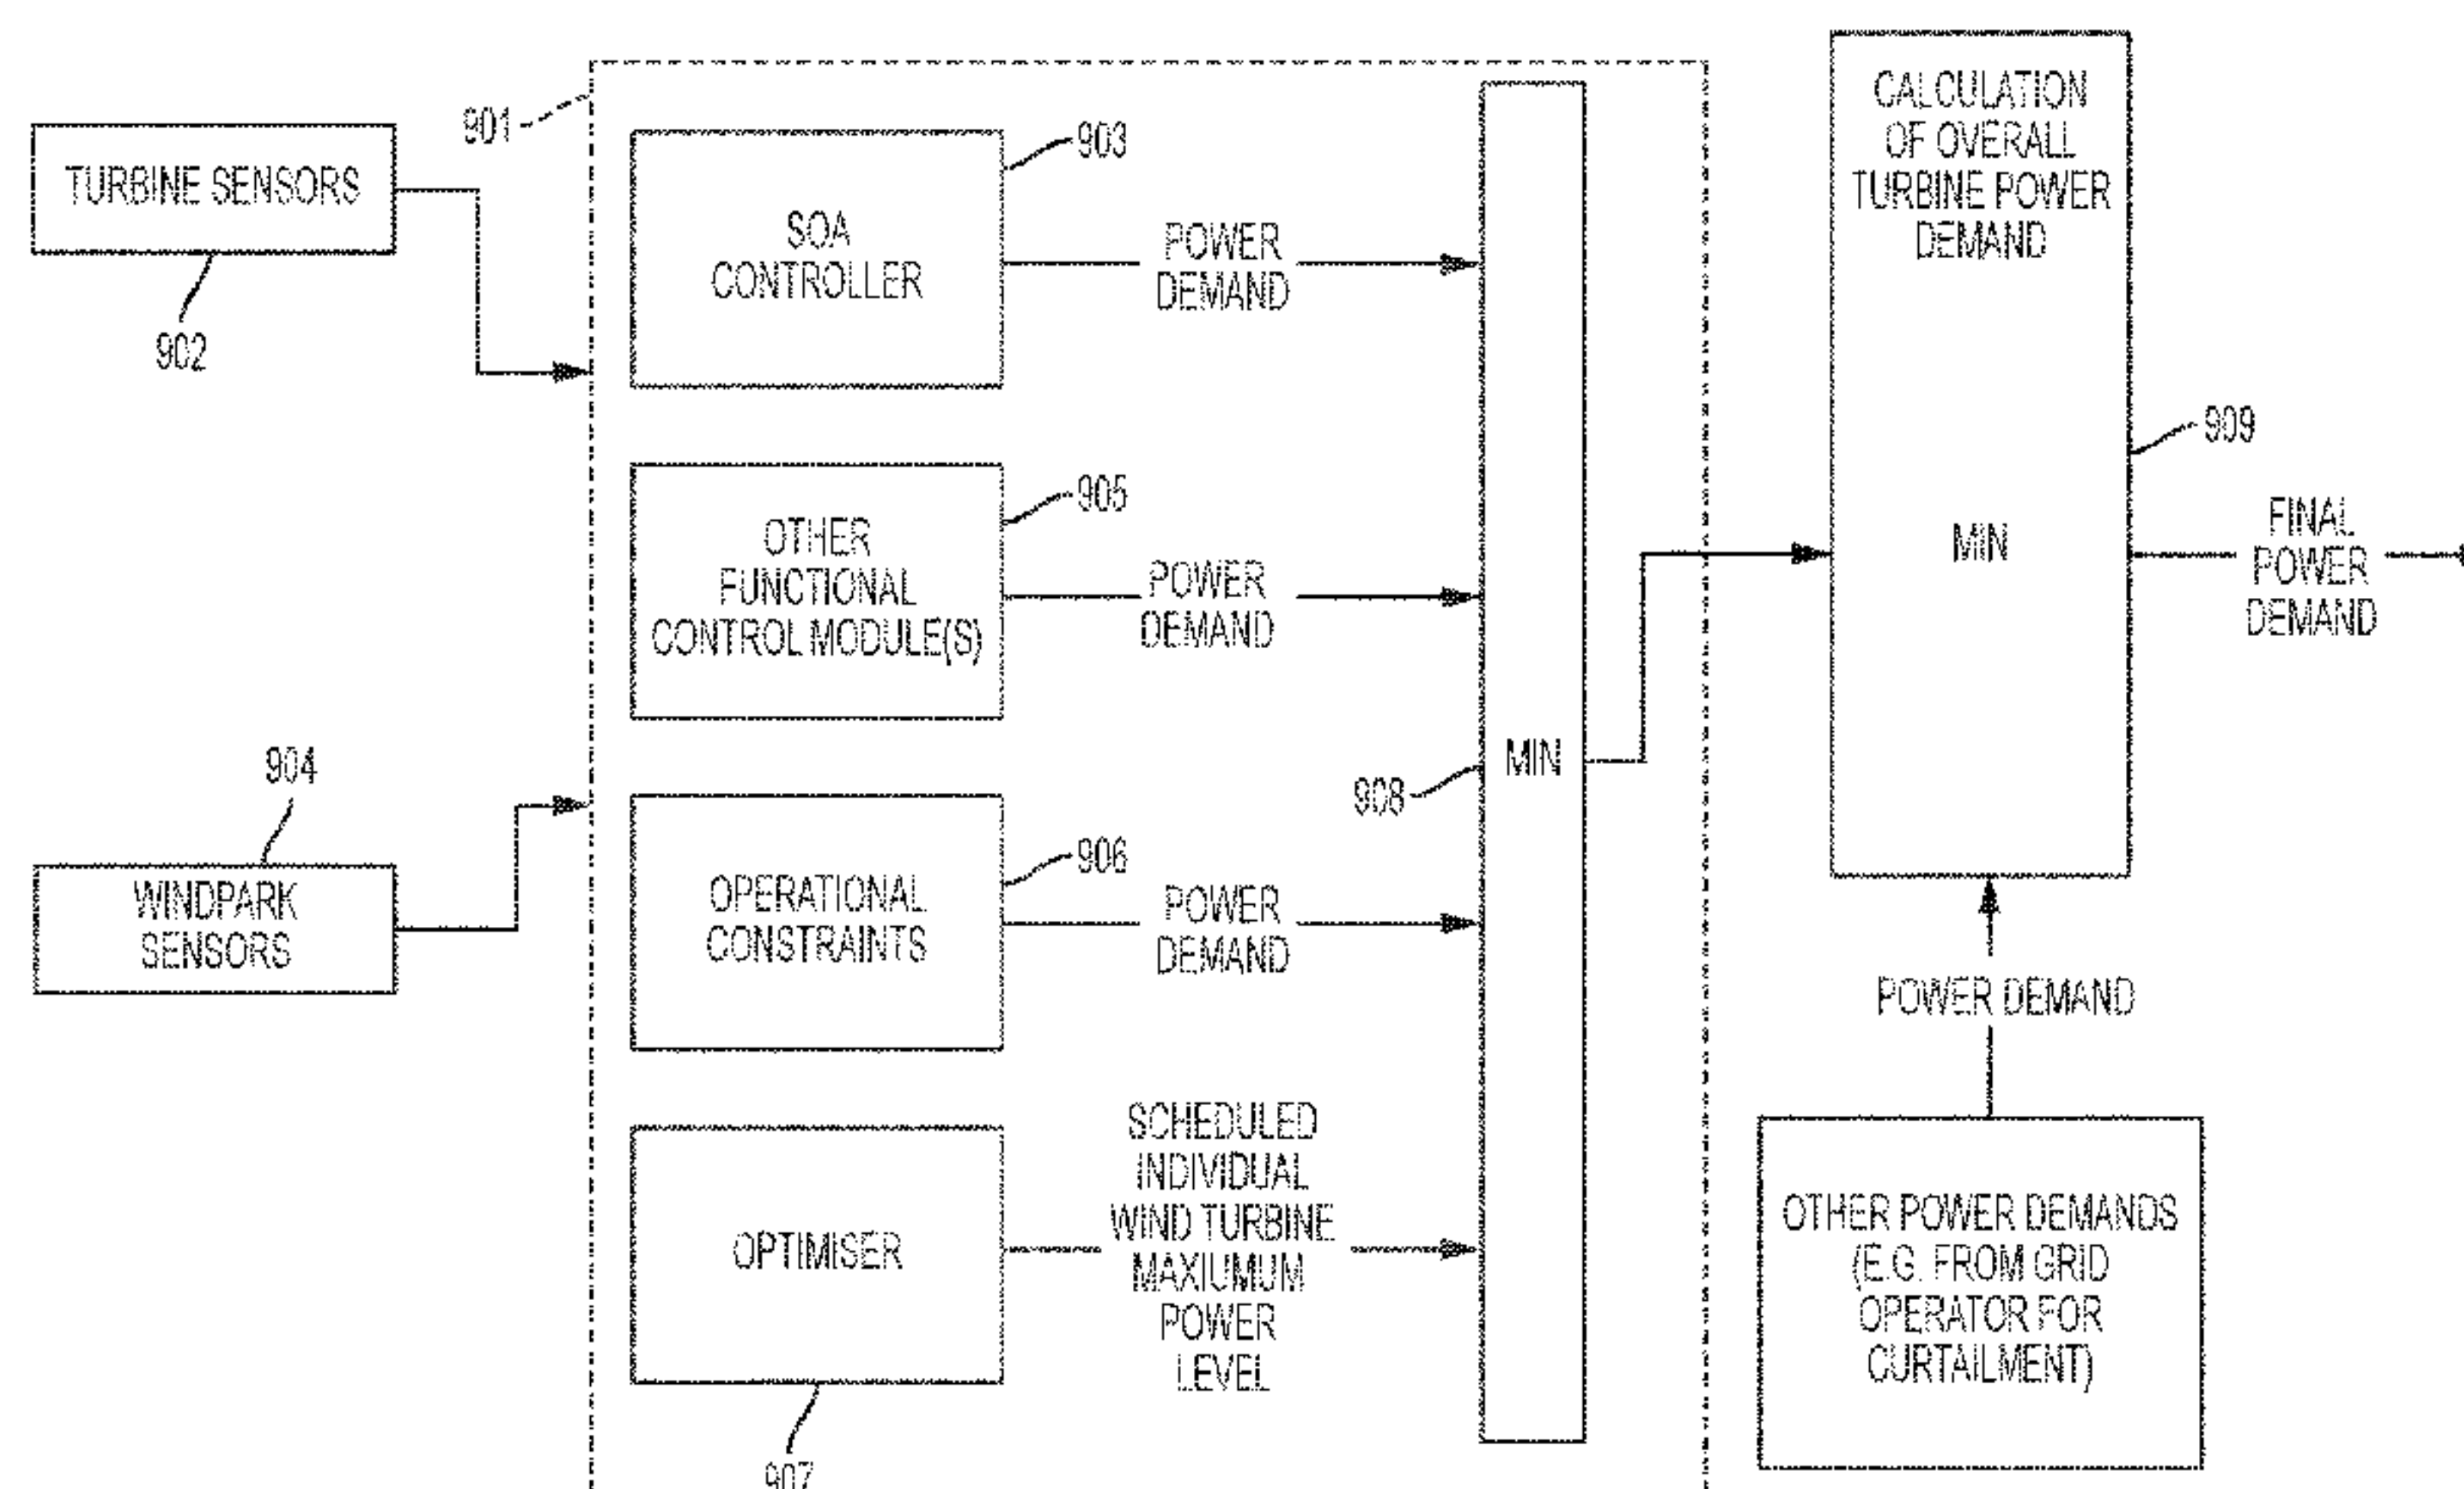 TURBINE SENSORS
902
904
WINDPARK
SENSORS
901
SOA
CONTROLLER
903
POWER
DEMAND
OTHER
FUNCTIONAL
CONTROL MODULE(S)
905
POWER
DEMAND
OPERATIONAL
CONSTRAINTS
906
POWER
DEMAND
OPTIMISER
907
SCHEDULED
INDIVIDUAL
WIND TURBINE
MAXIUMUM
POWER
LEVEL
MIN
908
CALCULATION
OF OVERALL
TURBINE POWER
DEMAND
MIN
909
FINAL
POWER
DEMAND
POWER DEMAND
OTHER POWER DEMANDS
(E.G. FROM GRID
OPERATOR FOR
CURTAILMENT)